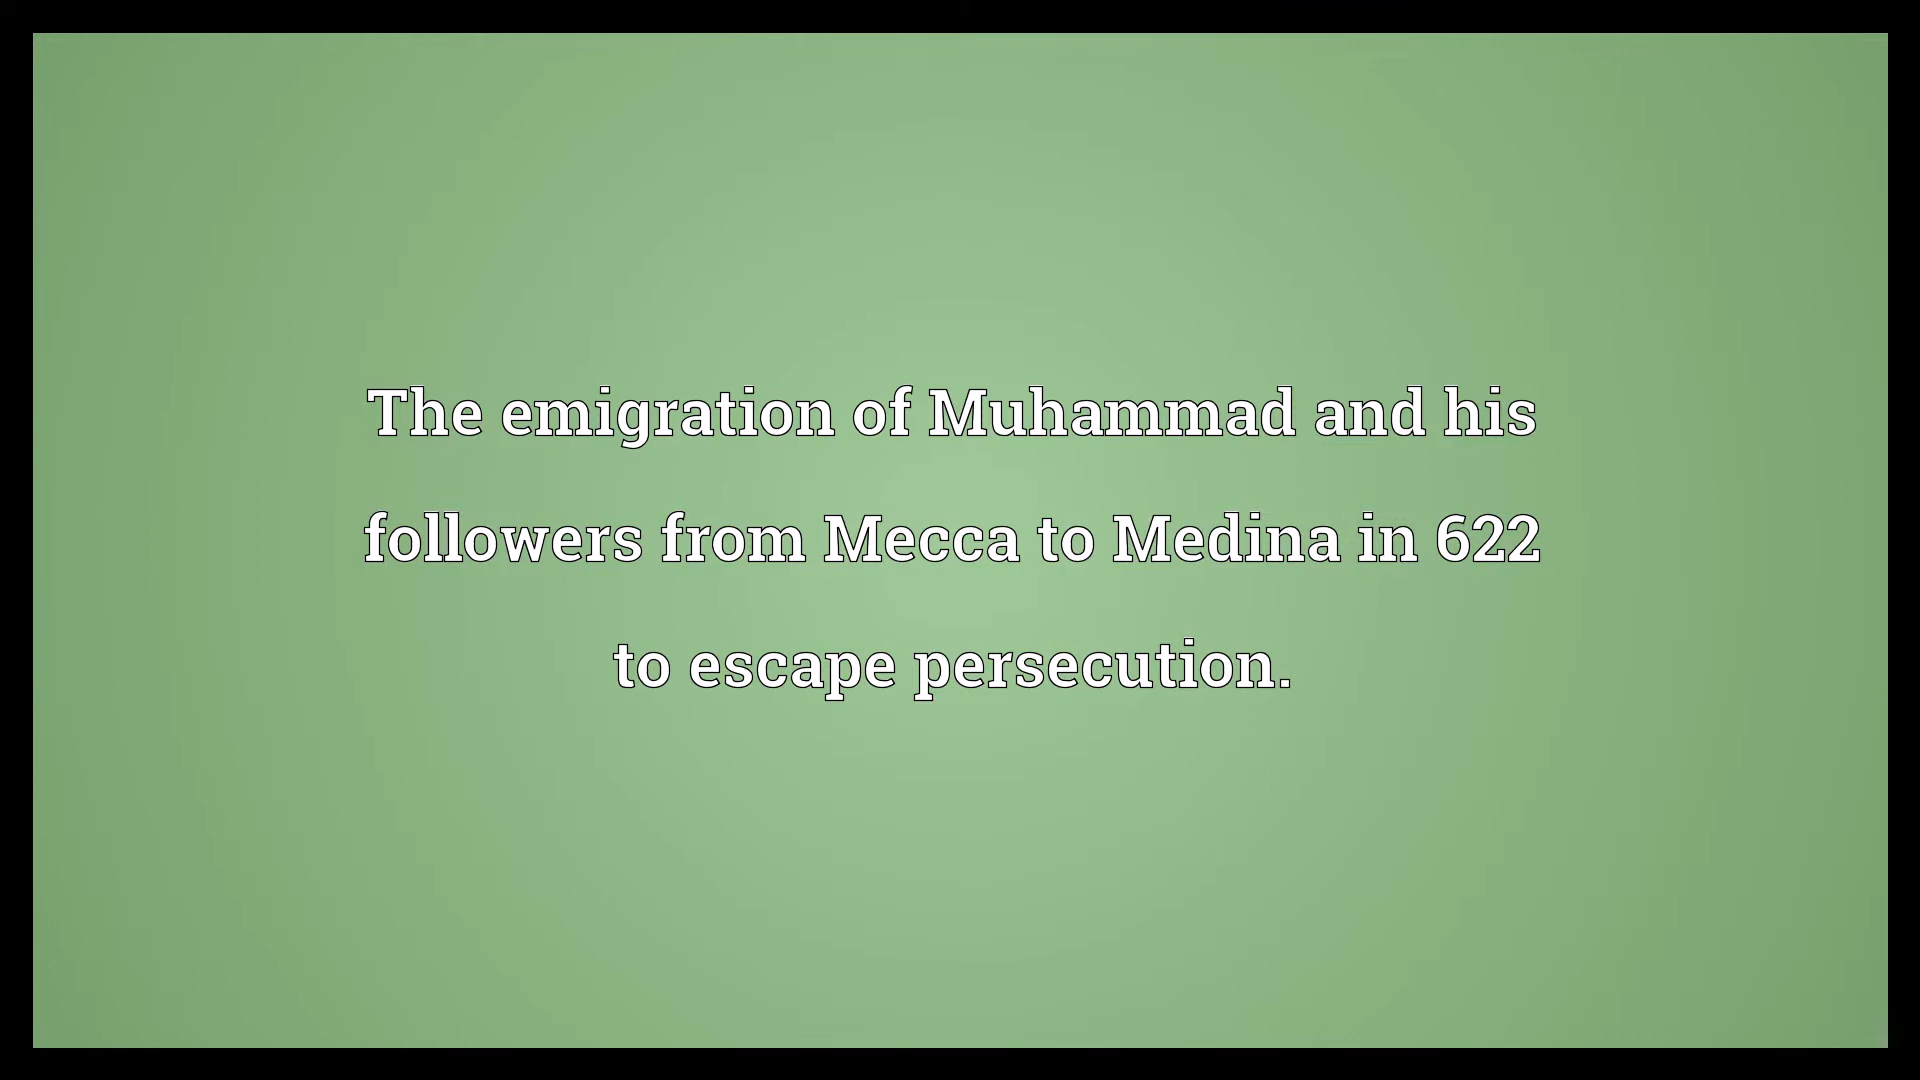 The emigration of Muhammad and his
followers from Mecca to Medina in 622
to escape persecution.